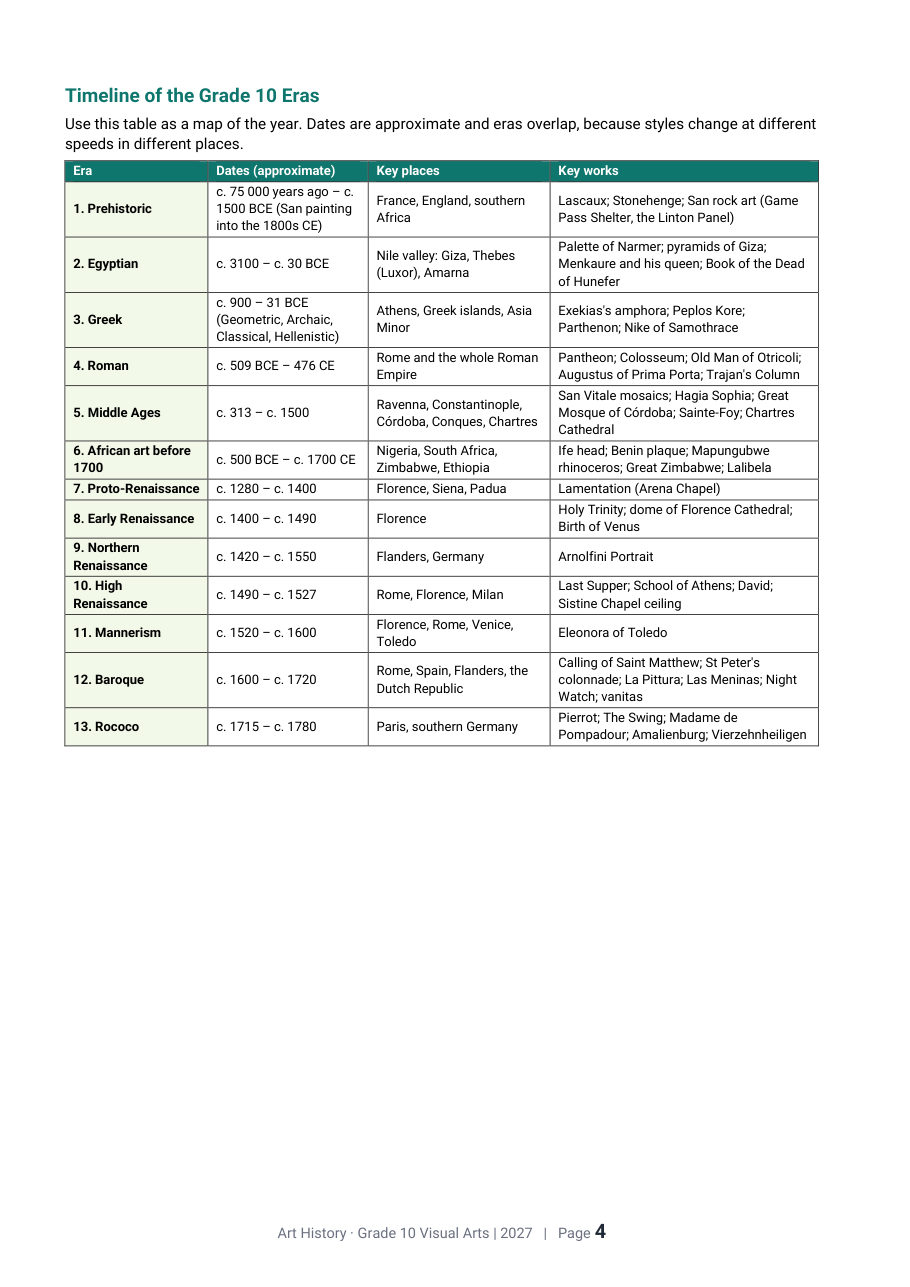 Timeline of the Grade 10 Eras
Use this table as a map of the year. Dates are approximate and eras overlap, because styles change at different
speeds in different places.
Era Dates (approximate) Key places Key works
1. Prehistoric
c. 75 000 years ago – c.
1500 BCE (San painting
into the 1800s CE)
France, England, southern
Africa
Lascaux; Stonehenge; San rock art (Game
Pass Shelter, the Linton Panel)
2. Egyptian
c. 3100 – c. 30 BCE
Nile valley: Giza, Thebes
(Luxor), Amarna
Palette of Narmer; pyramids of Giza;
Menkaure and his queen; Book of the Dead
of Hunefer
3. Greek
c. 900 – 31 BCE
(Geometric, Archaic,
Classical, Hellenistic)
Athens, Greek islands, Asia
Minor
Exekias's amphora; Peplos Kore;
Parthenon; Nike of Samothrace
4. Roman
c. 509 BCE – 476 CE
Rome and the whole Roman
Empire
Pantheon; Colosseum; Old Man of Otricoli;
Augustus of Prima Porta; Trajan's Column
5. Middle Ages
c. 313 – c. 1500
Ravenna, Constantinople,
Córdoba, Conques, Chartres
San Vitale mosaics; Hagia Sophia; Great
Mosque of Córdoba; Sainte-Foy; Chartres
Cathedral
6. African art before
1700
c. 500 BCE – c. 1700 CE
Nigeria, South Africa,
Zimbabwe, Ethiopia
Ife head; Benin plaque; Mapungubwe
rhinoceros; Great Zimbabwe; Lalibela
7. Proto-Renaissance
c. 1280 – c. 1400
Florence, Siena, Padua
Lamentation (Arena Chapel)
8. Early Renaissance
c. 1400 – c. 1490
Florence
Holy Trinity; dome of Florence Cathedral;
Birth of Venus
9. Northern
Renaissance
c. 1420 – c. 1550
Flanders, Germany
Arnolfini Portrait
10. High
Renaissance
c. 1490 – c. 1527
Rome, Florence, Milan
Last Supper; School of Athens; David;
Sistine Chapel ceiling
11. Mannerism
c. 1520 – c. 1600
Florence, Rome, Venice,
Toledo
Eleonora of Toledo
12. Baroque
c. 1600 – c. 1720
Rome, Spain, Flanders, the
Dutch Republic
Calling of Saint Matthew; St Peter's
colonnade; La Pittura; Las Meninas; Night
Watch; vanitas
13. Rococo
c. 1715 – c. 1780
Paris, southern Germany
Pierrot; The Swing; Madame de
Pompadour; Amalienburg; Vierzehnheiligen
Art History · Grade 10 Visual Arts | 2027 | Page 4